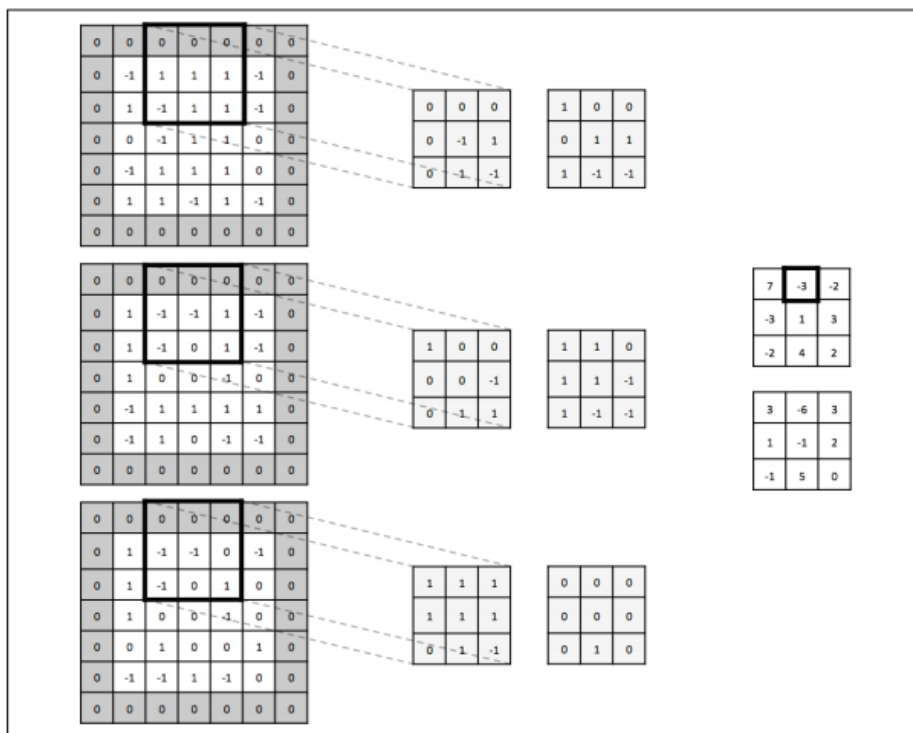 0 0 0 0 0 0 0
0 -1 1 1 1 -1 0
0 1 -1 1 1 -1 0
0 0 -1 1 1 0 0
0 -1 1 1 1 0 0
0 1 1 -1 1 -1 0
0 0 0 0 0 0 0
0 0 0
0 -1 1
0 1 -1
1 0 0
0 1 1
1 -1 -1
0 0 0 0 0 0 0
0 1 -1 -1 1 -1 0
0 1 -1 0 1 -1 0
0 1 0 0 -1 0 0
0 -1 1 1 1 1 0
0 -1 1 0 -1 -1 0
0 0 0 0 0 0 0
1 0 0
0 0 -1
0 1 1
1 1 0
1 1 -1
1 -1 -1
7 -3 -2
-3 1 3
-2 4 2
3 -6 3
1 -1 2
-1 5 0
0 0 0 0 0 0 0
0 1 -1 -1 0 -1 0
0 1 -1 0 1 0 0
0 1 0 0 -1 0 0
0 0 1 0 0 1 0
0 -1 -1 1 -1 0 0
0 0 0 0 0 0 0
1 1 1
1 1 1
0 1 -1
0 0 0
0 0 0
0 1 0